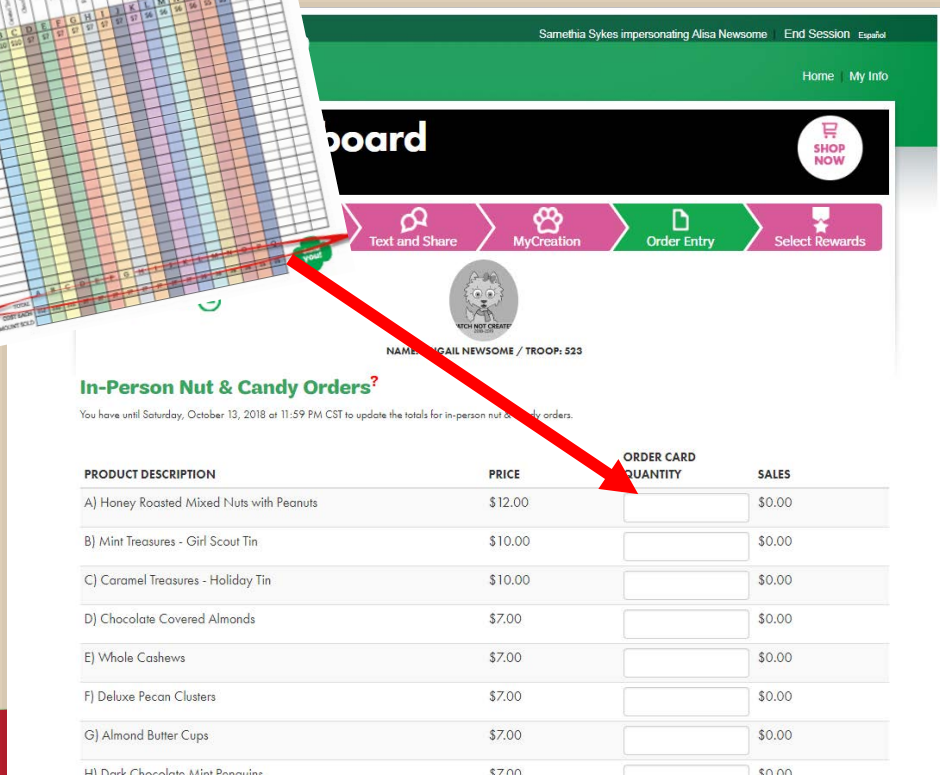 Samethia Sykes impersonating Alisa Newsome | End Session Español
Home | My Info
board
SHOP
NOW
Text and Share
MyCreation
Order Entry
Select Rewards
you!
A B C D E F G H I J K L M N O P Q
TOTAL
COST EACH
AMOUNT SOLD
NAME: GAIL NEWSOME / TROOP: 523
In-Person Nut & Candy Orders?
You have until Saturday, October 13, 2018 at 11:59 PM CST to update the totals for in-person nut & candy orders.
PRODUCT DESCRIPTION PRICE ORDER CARD QUANTITY SALES
A) Honey Roasted Mixed Nuts with Peanuts $12.00 $0.00
B) Mint Treasures - Girl Scout Tin $10.00 $0.00
C) Caramel Treasures - Holiday Tin $10.00 $0.00
D) Chocolate Covered Almonds $7.00 $0.00
E) Whole Cashews $7.00 $0.00
F) Deluxe Pecan Clusters $7.00 $0.00
G) Almond Butter Cups $7.00 $0.00
H) Dark Chocolate Mint Penguins $7.00 $0.00